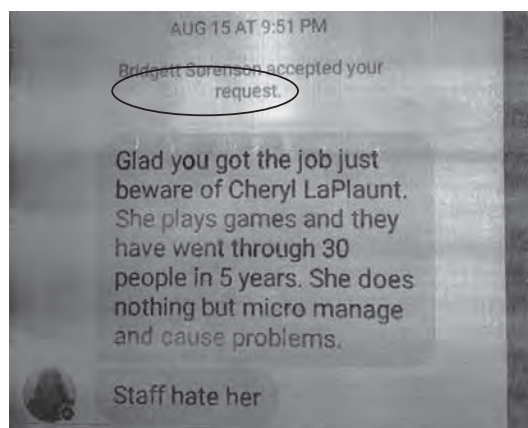 AUG 15 AT 9:51 PM
Bridgett Sorenson accepted your
request.
Glad you got the job just
beware of Cheryl LaPlaunt.
She plays games and they
have went through 30
people in 5 years. She does
nothing but micro manage
and cause problems.
Staff hate her